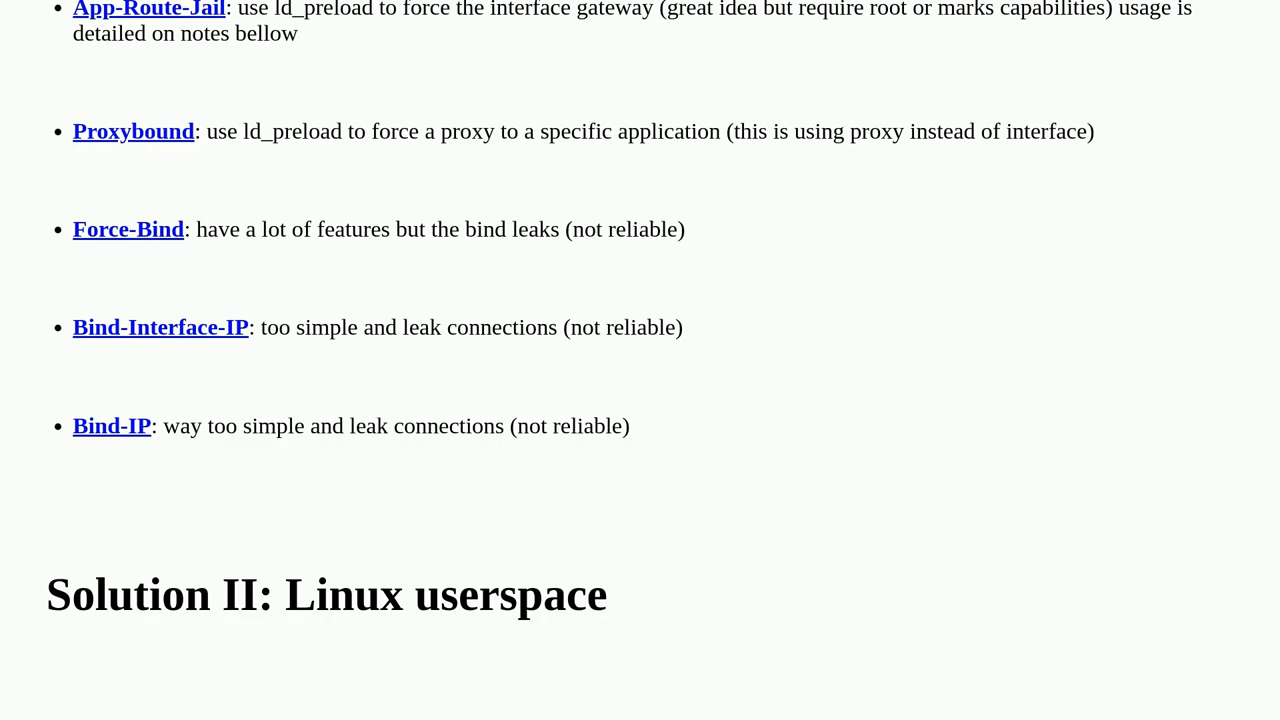 App-Route-Jail: use ld_preload to force the interface gateway (great idea but require root or marks capabilities) usage is
detailed on notes bellow
Proxybound: use ld_preload to force a proxy to a specific application (this is using proxy instead of interface)
Force-Bind: have a lot of features but the bind leaks (not reliable)
Bind-Interface-IP: too simple and leak connections (not reliable)
Bind-IP: way too simple and leak connections (not reliable)
Solution II: Linux userspace